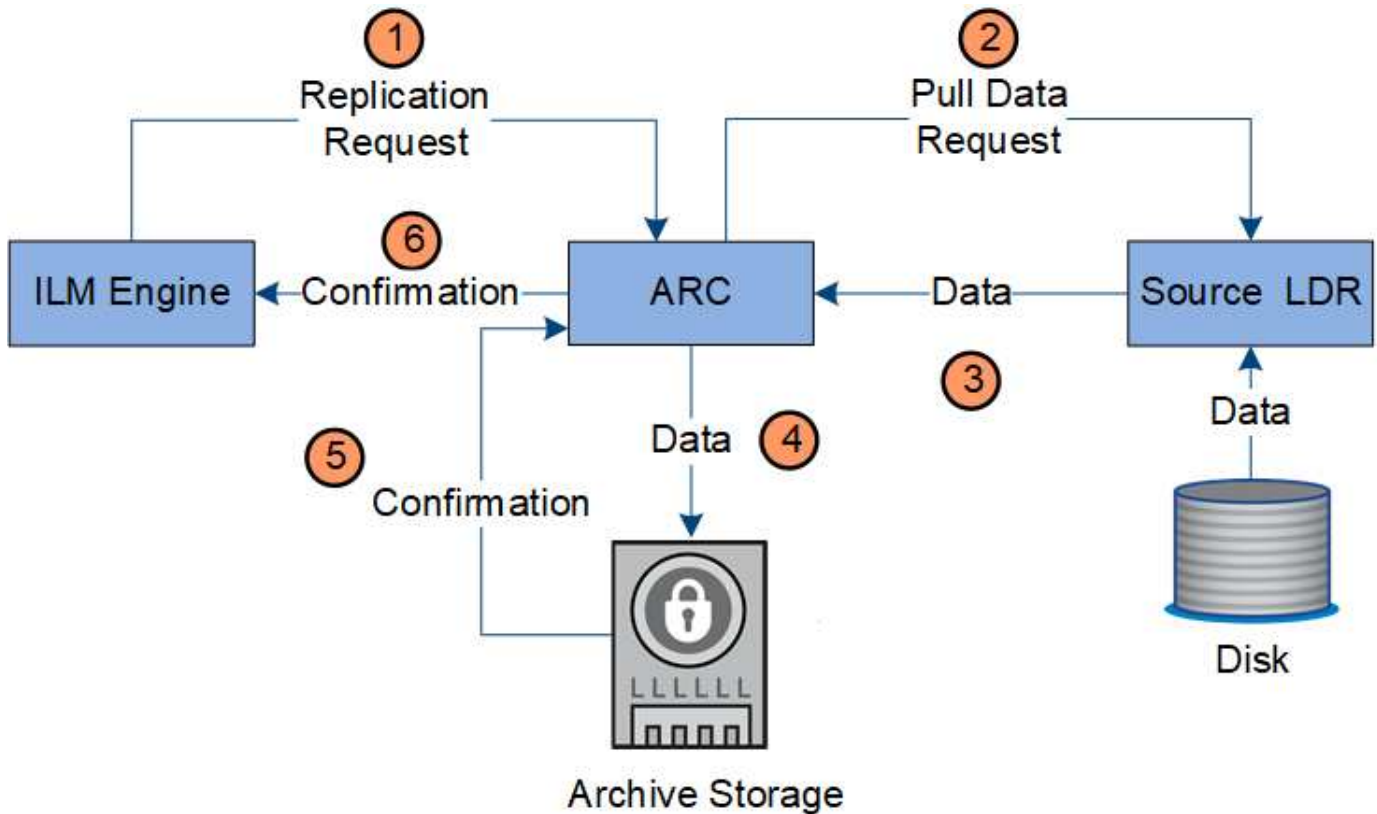 1
2
Replication
Request
Pull Data
Request
6
ILM Engine
Confirmation
ARC
Data
Source LDR
3
Data
5
Data
4
Confirmation
LLLLLL
Disk
Archive Storage